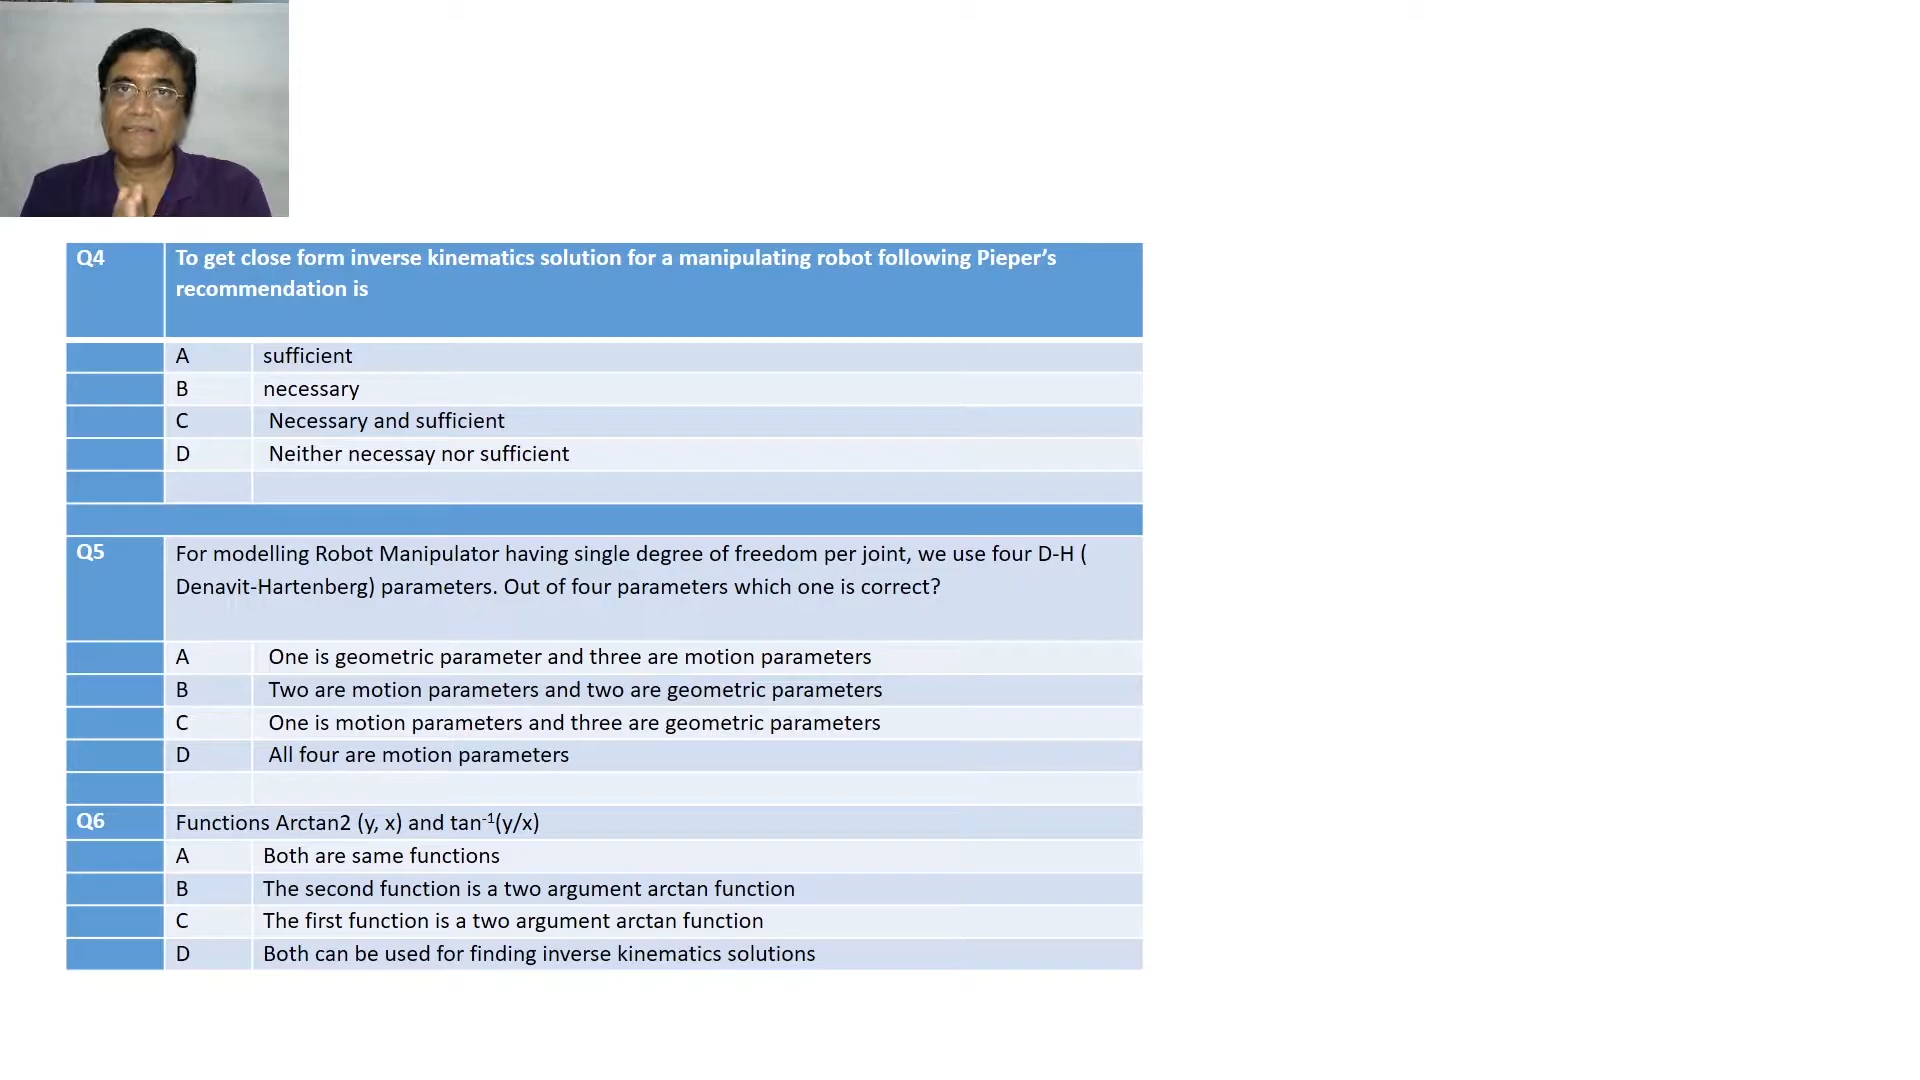 Q4
To get close form inverse kinematics solution for a manipulating robot following Pieper’s
recommendation is
A sufficient
B necessary
C Necessary and sufficient
D Neither necessay nor sufficient
Q5
For modelling Robot Manipulator having single degree of freedom per joint, we use four D-H (
Denavit-Hartenberg) parameters. Out of four parameters which one is correct?
A One is geometric parameter and three are motion parameters
B Two are motion parameters and two are geometric parameters
C One is motion parameters and three are geometric parameters
D All four are motion parameters
Q6 Functions Arctan2 (y, x) and tan⁻¹(y/x)
A Both are same functions
B The second function is a two argument arctan function
C The first function is a two argument arctan function
D Both can be used for finding inverse kinematics solutions